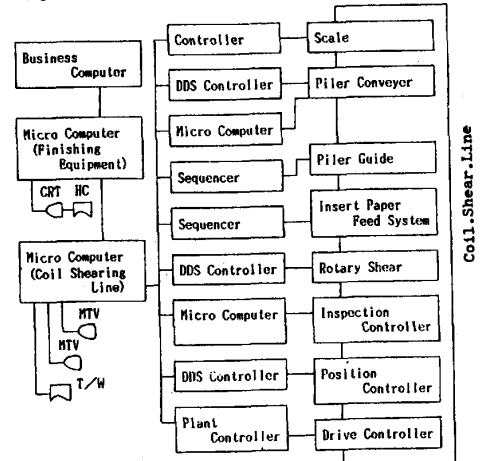 Business
Computer
Micro Computer
(Finishing
Equipment)
CRT HC
Micro Computer
(Coil Shearing
Line)
MTV
MTV
T/W
Controller
DDS Controller
Micro Computer
Sequencer
Sequencer
DDS Controller
Micro Computer
DDS Controller
Plant
Controller
Scale
Piler Conveyer
Piler Guide
Insert Paper
Feed System
Rotary Shear
Inspection
Controller
Position
Controller
Drive Controller
Coil.Shear.Line